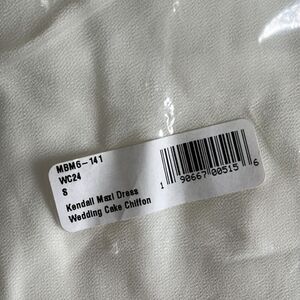 MBM6-141
WC24
S
Kendall Maxi Dress
Wedding Cake Chiffon
1 90667 00515 6